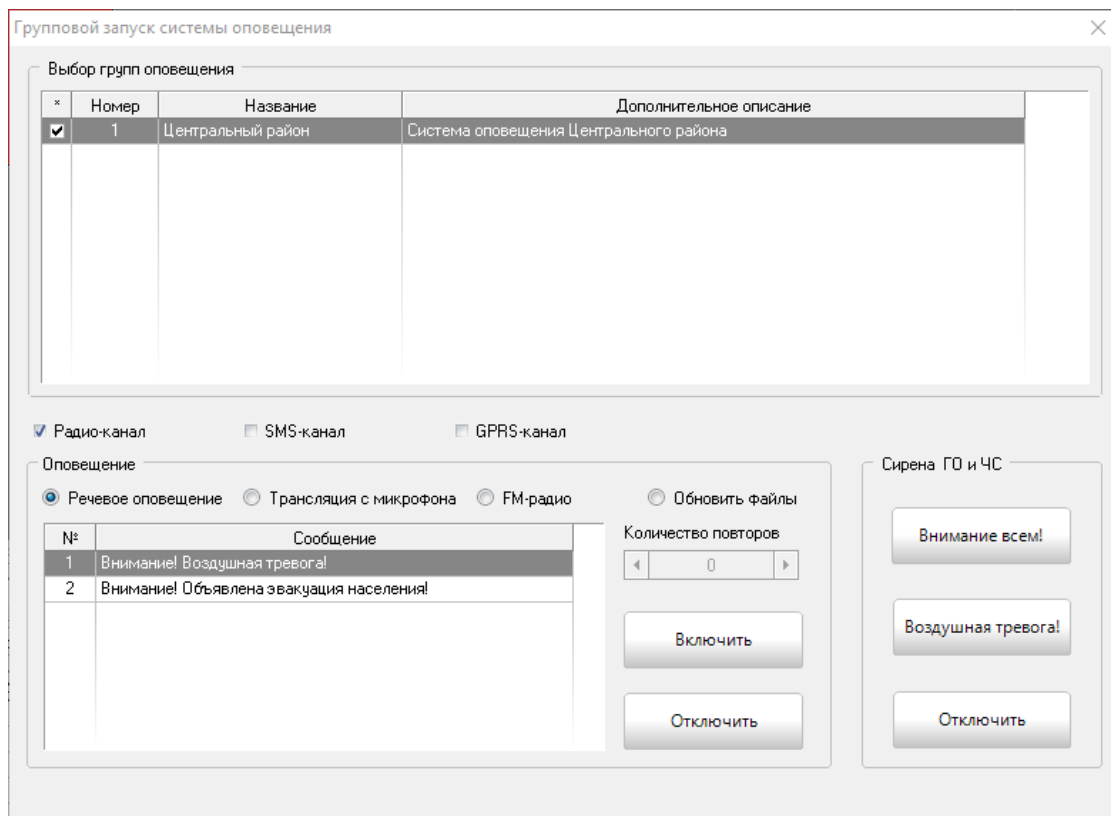 Групповой запуск системы оповещения
Выбор групп оповещения
* Номер Название Дополнительное описание
1 Центральный район Система оповещения Центрального района
Радио-канал SMS-канал GPRS-канал
Оповещение
Речевое оповещение Трансляция с микрофона FM-радио Обновить файлы
№ Сообщение
1 Внимание! Воздушная тревога!
2 Внимание! Объявлена эвакуация населения!
Количество повторов
0
Включить
Отключить
Сирена ГО и ЧС
Внимание всем!
Воздушная тревога!
Отключить